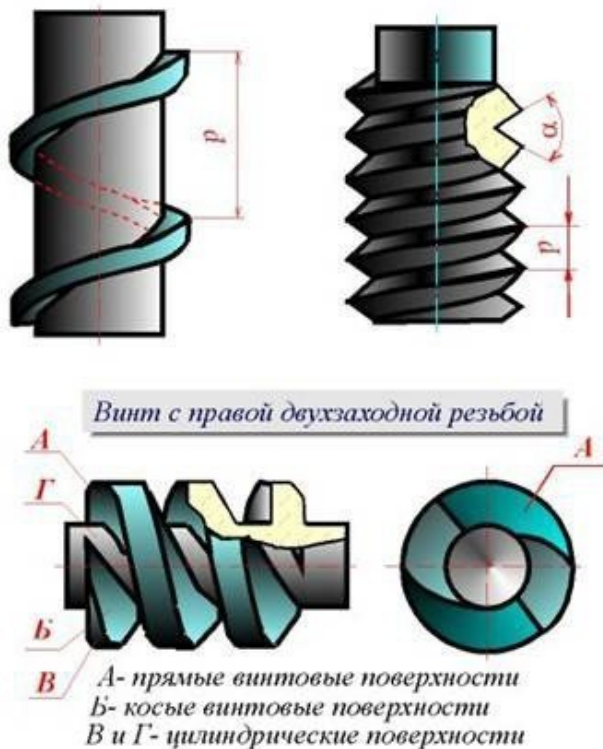 p
α
p
Винт с правой двухзаходной резьбой
А
Г
А
Б
В
А- прямые винтовые поверхности
Б- косые винтовые поверхности
В и Г- цилиндрические поверхности